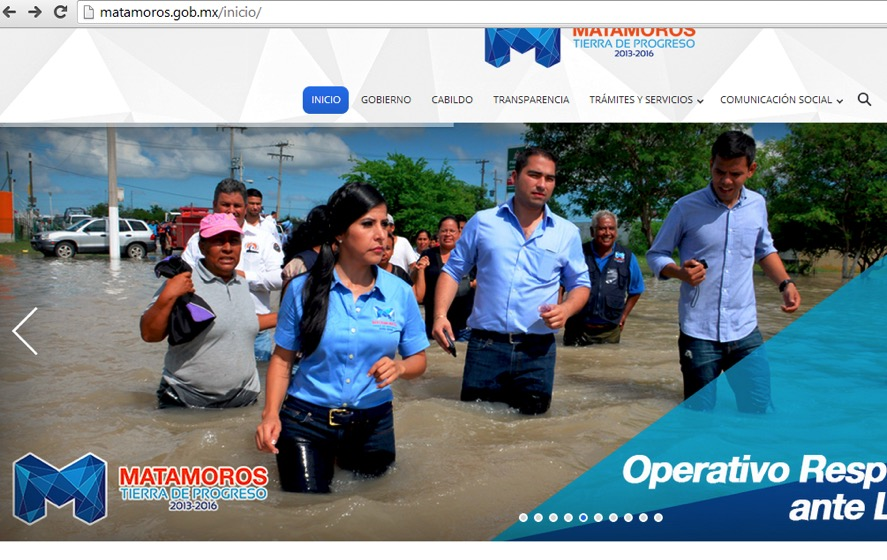 matamoros.gob.mx/inicio/
MATAMOROS
TIERRA DE PROGRESO
2013-2016
INICIO GOBIERNO CABILDO TRANSPARENCIA TRÁMITES Y SERVICIOS COMUNICACIÓN SOCIAL
MATAMOROS
TIERRA DE PROGRESO
2013-2016
Operativo Resp
ante L